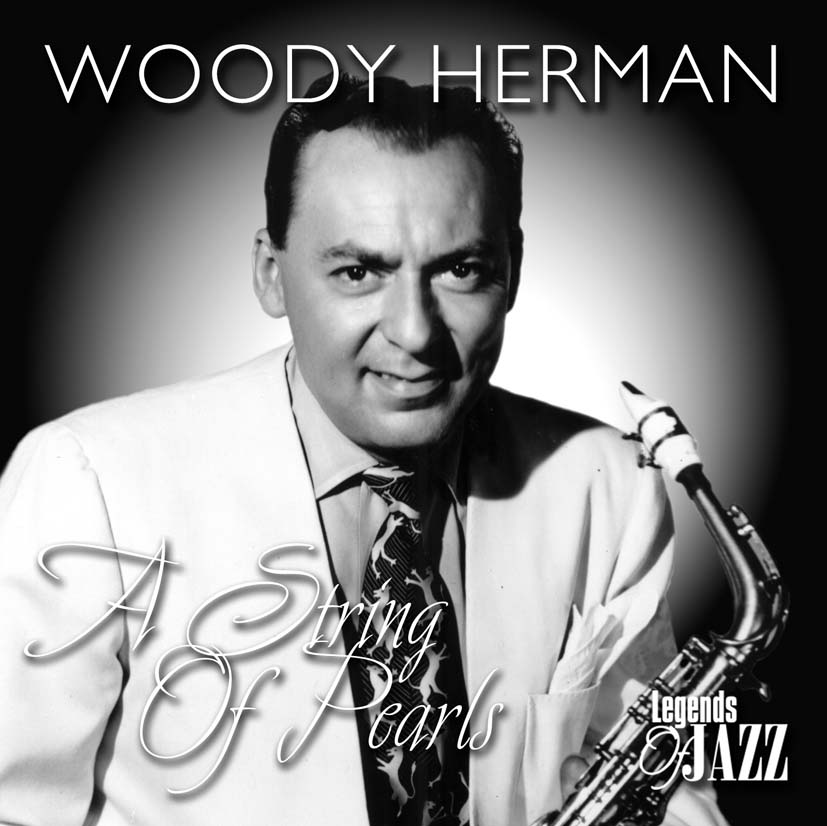 WOODY HERMAN
A String
Of Pearls
Legends
Of JAZZ